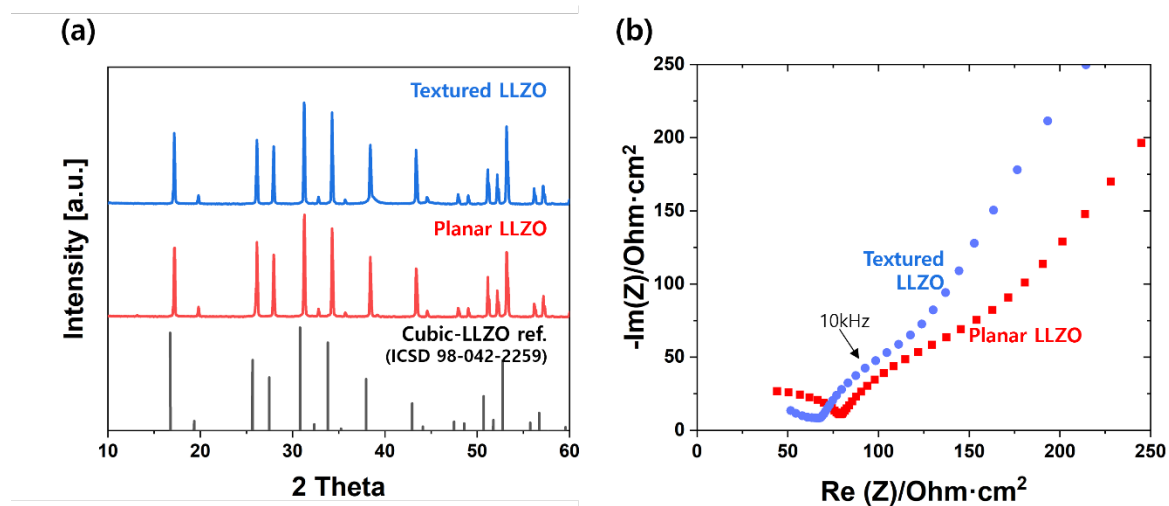 (a)
Textured LLZO
Planar LLZO
Cubic-LLZO ref.
(ICSD 98-042-2259)
Intensity [a.u.]
10 20 30 40 50 60
2 Theta
(b)
250
200
150
100
50
0
-Im(Z)/Ohm·cm²
Textured
LLZO
10kHz
Planar LLZO
0 50 100 150 200 250
Re (Z)/Ohm·cm²